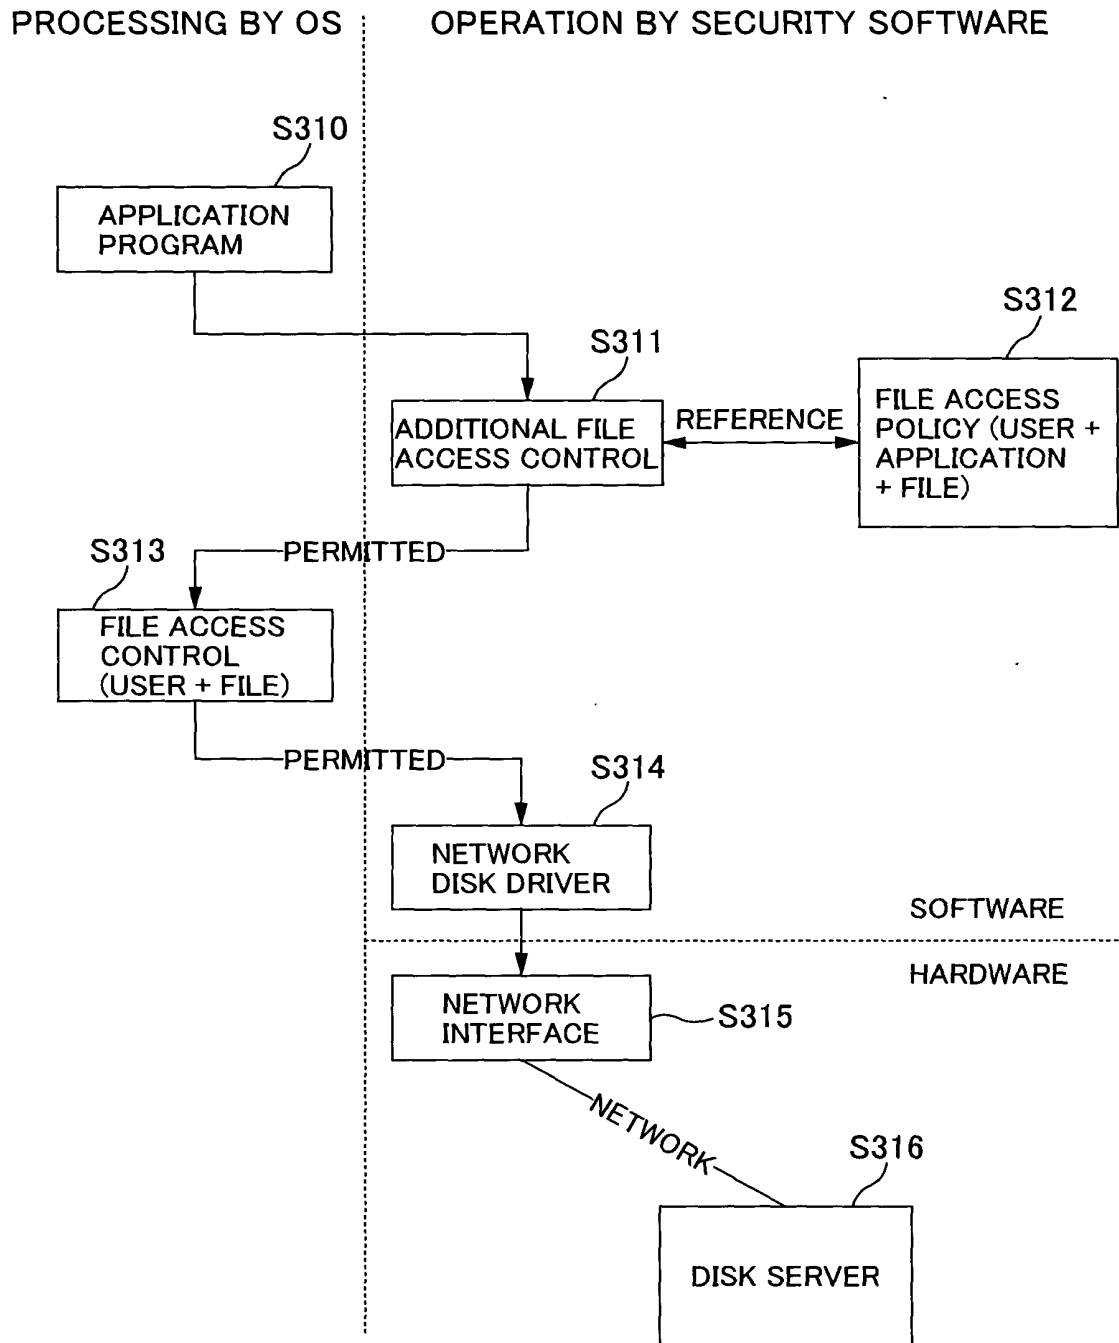 PROCESSING BY OS
OPERATION BY SECURITY SOFTWARE
S310
APPLICATION
PROGRAM
S311
ADDITIONAL FILE
ACCESS CONTROL
REFERENCE
S312
FILE ACCESS
POLICY (USER +
APPLICATION
+ FILE)
PERMITTED
S313
FILE ACCESS
CONTROL
(USER + FILE)
PERMITTED
S314
NETWORK
DISK DRIVER
SOFTWARE
HARDWARE
NETWORK
INTERFACE
S315
NETWORK
S316
DISK SERVER